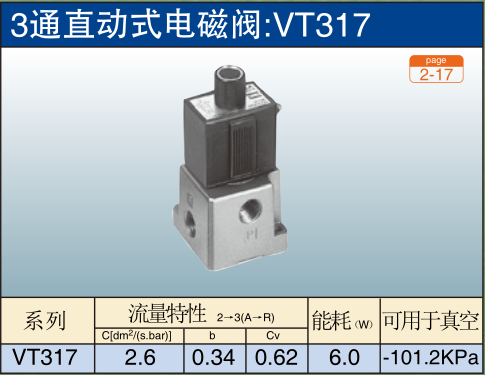 3通直动式电磁阀:VT317
page
2-17
系列 流量特性 2→3(A→R) 能耗(W) 可用于真空
C[dm²/(s.bar)] b Cv
VT317 2.6 0.34 0.62 6.0 -101.2KPa